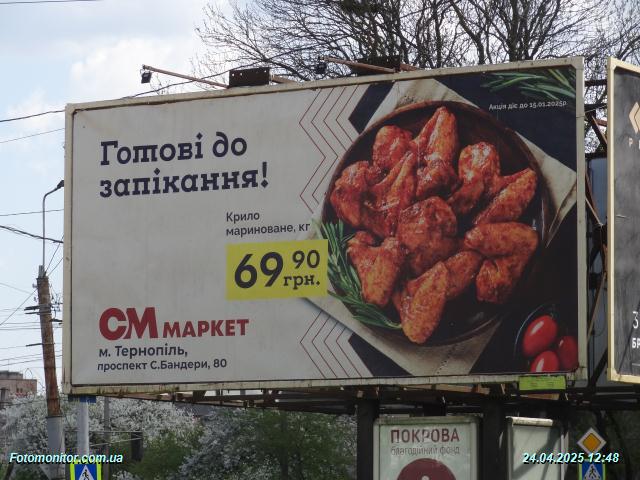 Акція діє до 15.01.2025р
Готові до
запікання!
Крило
мариноване, кг
69 90
грн.
СМ МАРКЕТ
м. Тернопіль,
проспект С.Бандери, 80
ПОКРОВА
благодійний фонд
Fotomonitor.com.ua
24.04.2025 12:48